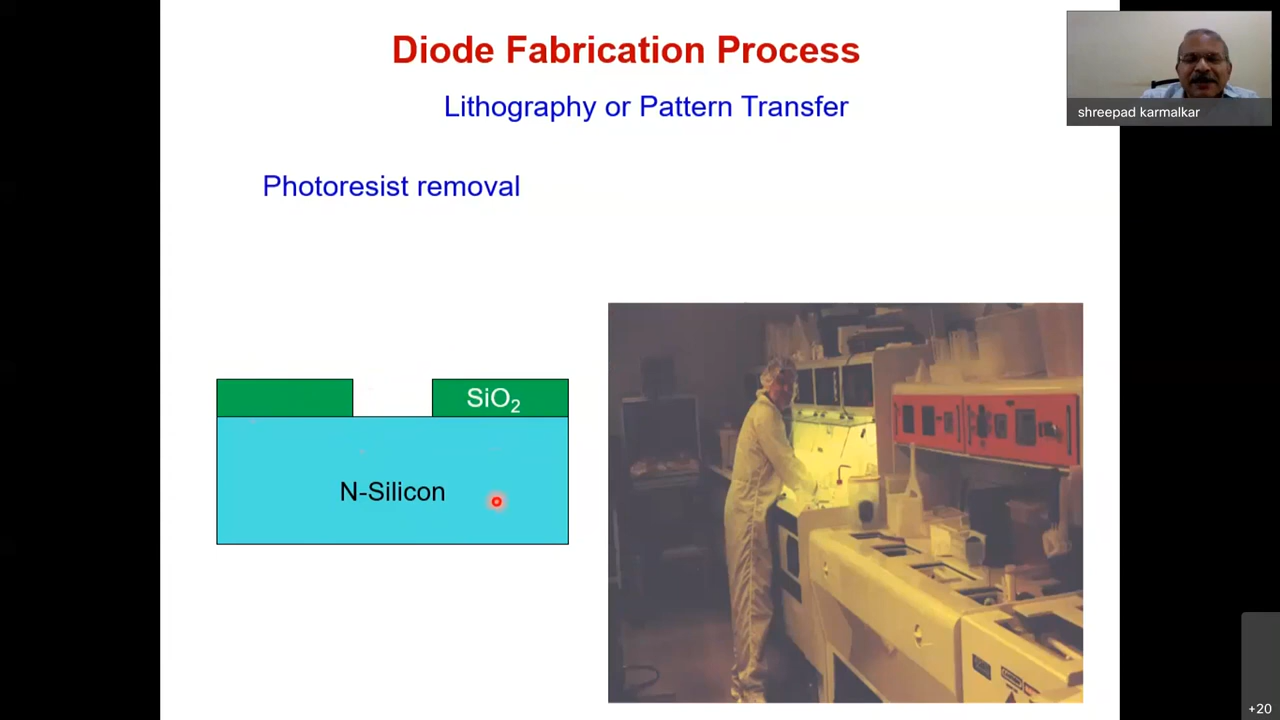 Diode Fabrication Process
shreepad karmalkar
Lithography or Pattern Transfer
Photoresist removal
SiO₂
N-Silicon
+20